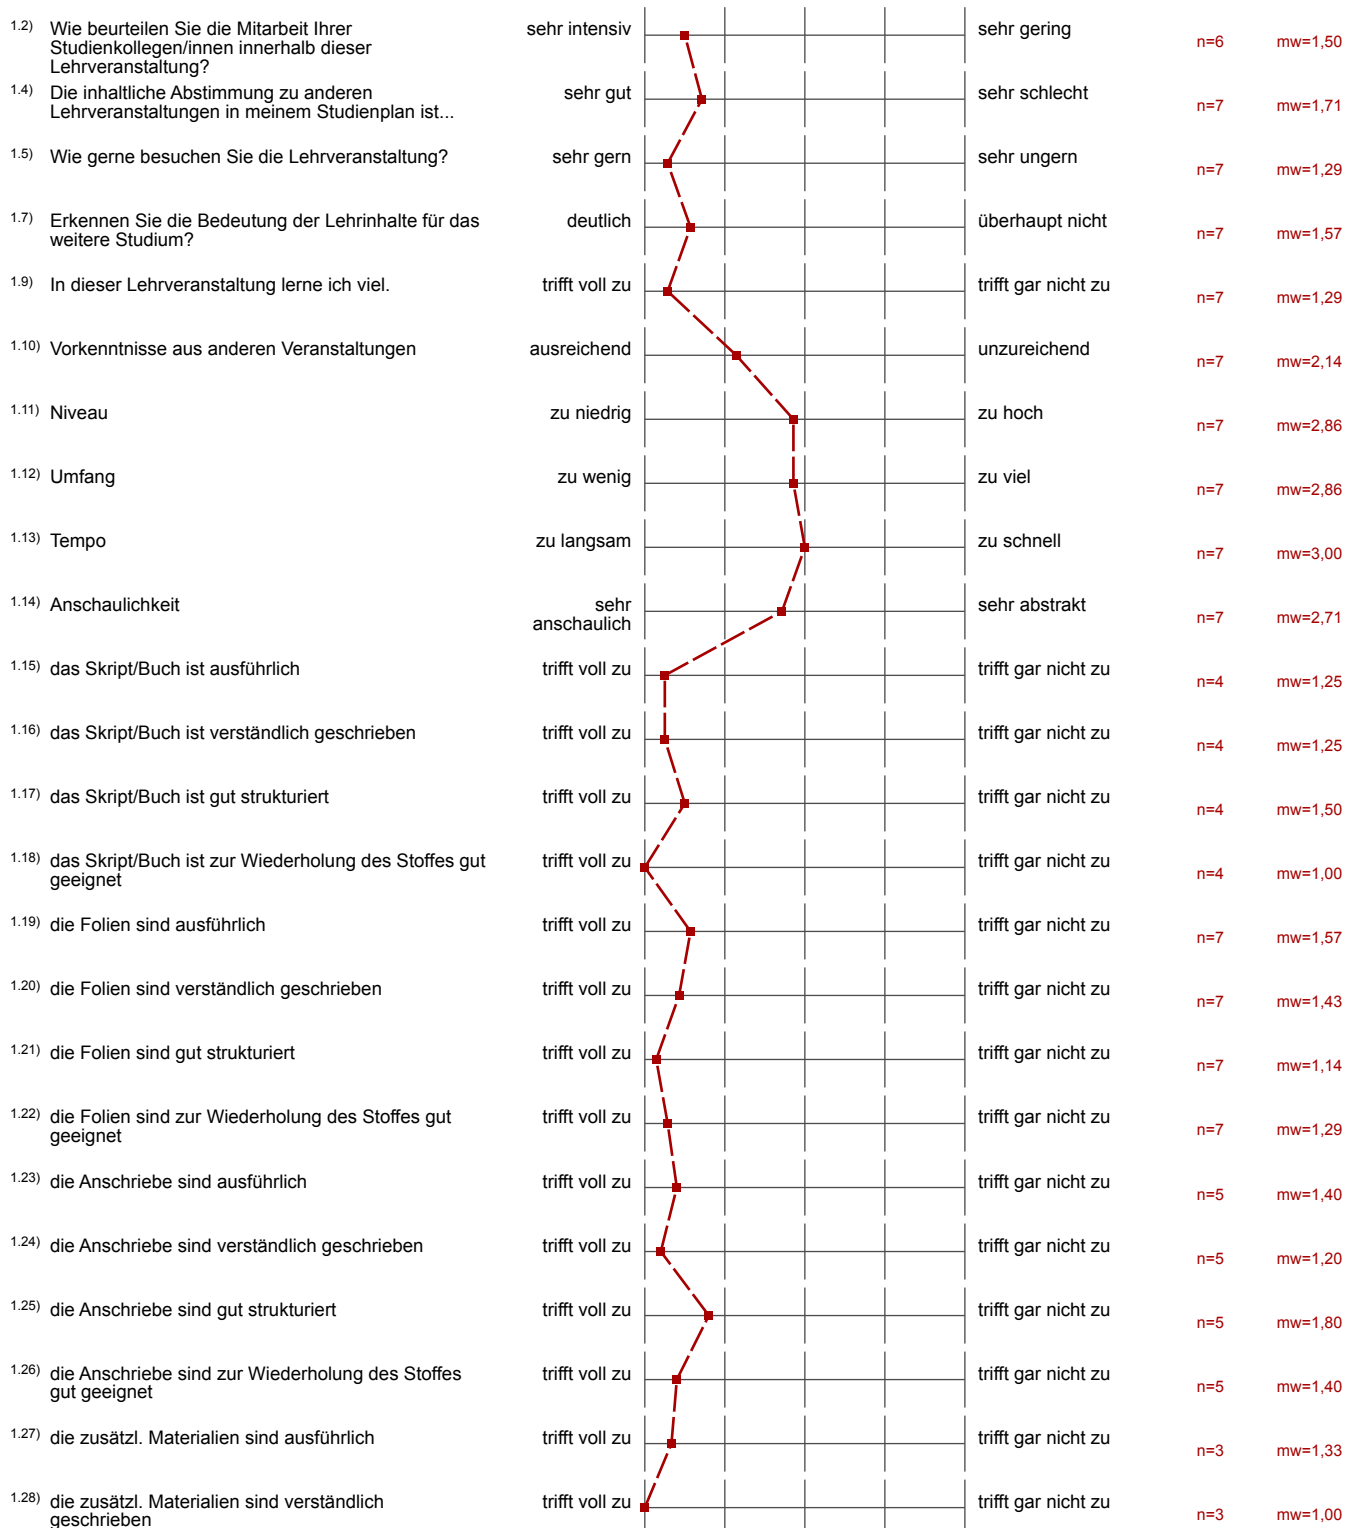 1.2) Wie beurteilen Sie die Mitarbeit Ihrer sehr intensiv sehr gering n=6 mw=1,50
Studienkollegen/innen innerhalb dieser
Lehrveranstaltung?
1.4) Die inhaltliche Abstimmung zu anderen sehr gut sehr schlecht n=7 mw=1,71
Lehrveranstaltungen in meinem Studienplan ist...
1.5) Wie gerne besuchen Sie die Lehrveranstaltung? sehr gern sehr ungern n=7 mw=1,29
1.7) Erkennen Sie die Bedeutung der Lehrinhalte für das deutlich überhaupt nicht n=7 mw=1,57
weitere Studium?
1.9) In dieser Lehrveranstaltung lerne ich viel. trifft voll zu trifft gar nicht zu n=7 mw=1,29
1.10) Vorkenntnisse aus anderen Veranstaltungen ausreichend unzureichend n=7 mw=2,14
1.11) Niveau zu niedrig zu hoch n=7 mw=2,86
1.12) Umfang zu wenig zu viel n=7 mw=2,86
1.13) Tempo zu langsam zu schnell n=7 mw=3,00
1.14) Anschaulichkeit sehr sehr abstrakt n=7 mw=2,71
anschaulich
1.15) das Skript/Buch ist ausführlich trifft voll zu trifft gar nicht zu n=4 mw=1,25
1.16) das Skript/Buch ist verständlich geschrieben trifft voll zu trifft gar nicht zu n=4 mw=1,25
1.17) das Skript/Buch ist gut strukturiert trifft voll zu trifft gar nicht zu n=4 mw=1,50
1.18) das Skript/Buch ist zur Wiederholung des Stoffes gut trifft voll zu trifft gar nicht zu n=4 mw=1,00
geeignet
1.19) die Folien sind ausführlich trifft voll zu trifft gar nicht zu n=7 mw=1,57
1.20) die Folien sind verständlich geschrieben trifft voll zu trifft gar nicht zu n=7 mw=1,43
1.21) die Folien sind gut strukturiert trifft voll zu trifft gar nicht zu n=7 mw=1,14
1.22) die Folien sind zur Wiederholung des Stoffes gut trifft voll zu trifft gar nicht zu n=7 mw=1,29
geeignet
1.23) die Anschriebe sind ausführlich trifft voll zu trifft gar nicht zu n=5 mw=1,40
1.24) die Anschriebe sind verständlich geschrieben trifft voll zu trifft gar nicht zu n=5 mw=1,20
1.25) die Anschriebe sind gut strukturiert trifft voll zu trifft gar nicht zu n=5 mw=1,80
1.26) die Anschriebe sind zur Wiederholung des Stoffes trifft voll zu trifft gar nicht zu n=5 mw=1,40
gut geeignet
1.27) die zusätzl. Materialien sind ausführlich trifft voll zu trifft gar nicht zu n=3 mw=1,33
1.28) die zusätzl. Materialien sind verständlich trifft voll zu trifft gar nicht zu n=3 mw=1,00
geschrieben